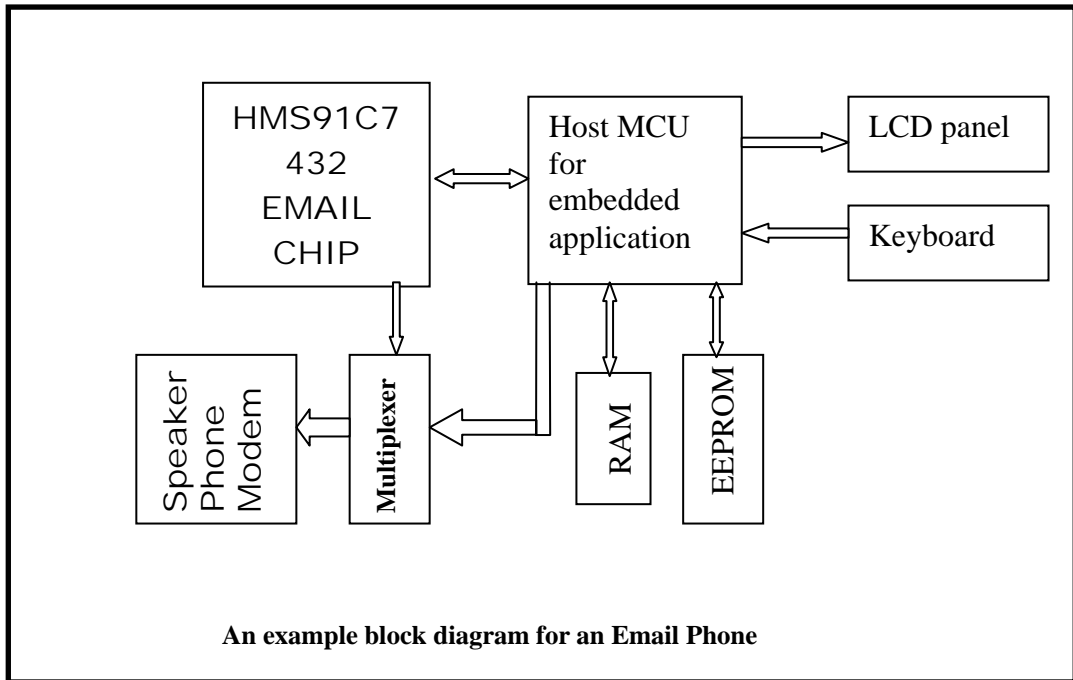 HMS91C7
432
EMAIL
CHIP
Host MCU
for
embedded
application
LCD panel
Keyboard
Speaker
Phone
Modem
Multiplexer
RAM
EEPROM
An example block diagram for an Email Phone